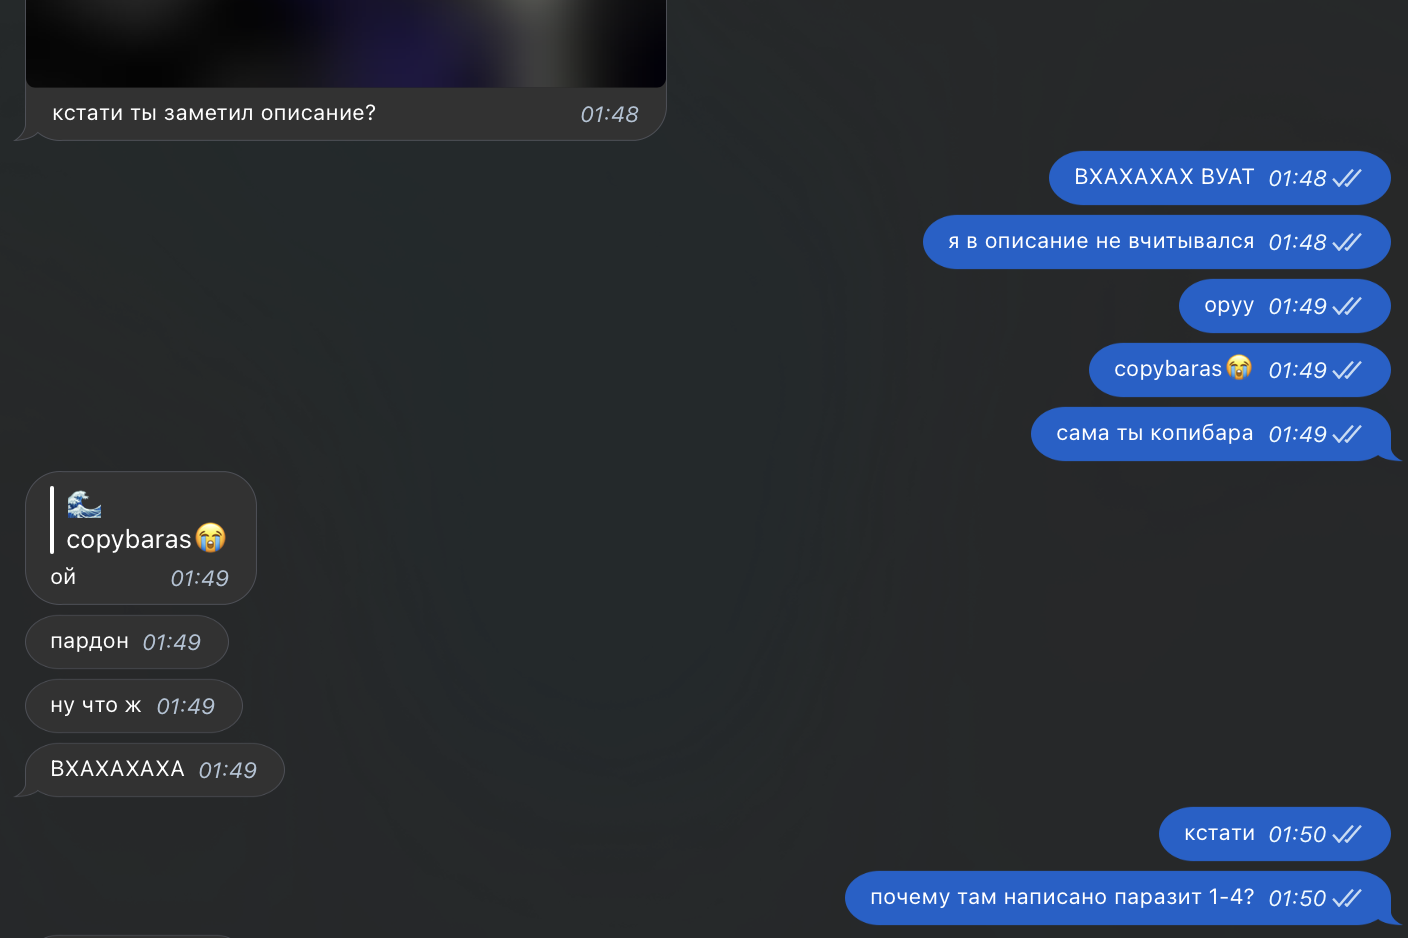 кстати ты заметил описание? 01:48
ВХАХАХАХ ВУАТ 01:48
я в описание не вчитывался 01:48
оруу 01:49
copybaras😭 01:49
сама ты копибара 01:49
🌊
copybaras😭
ой 01:49
пардон 01:49
ну что ж 01:49
ВХАХАХАХА 01:49
кстати 01:50
почему там написано паразит 1-4? 01:50